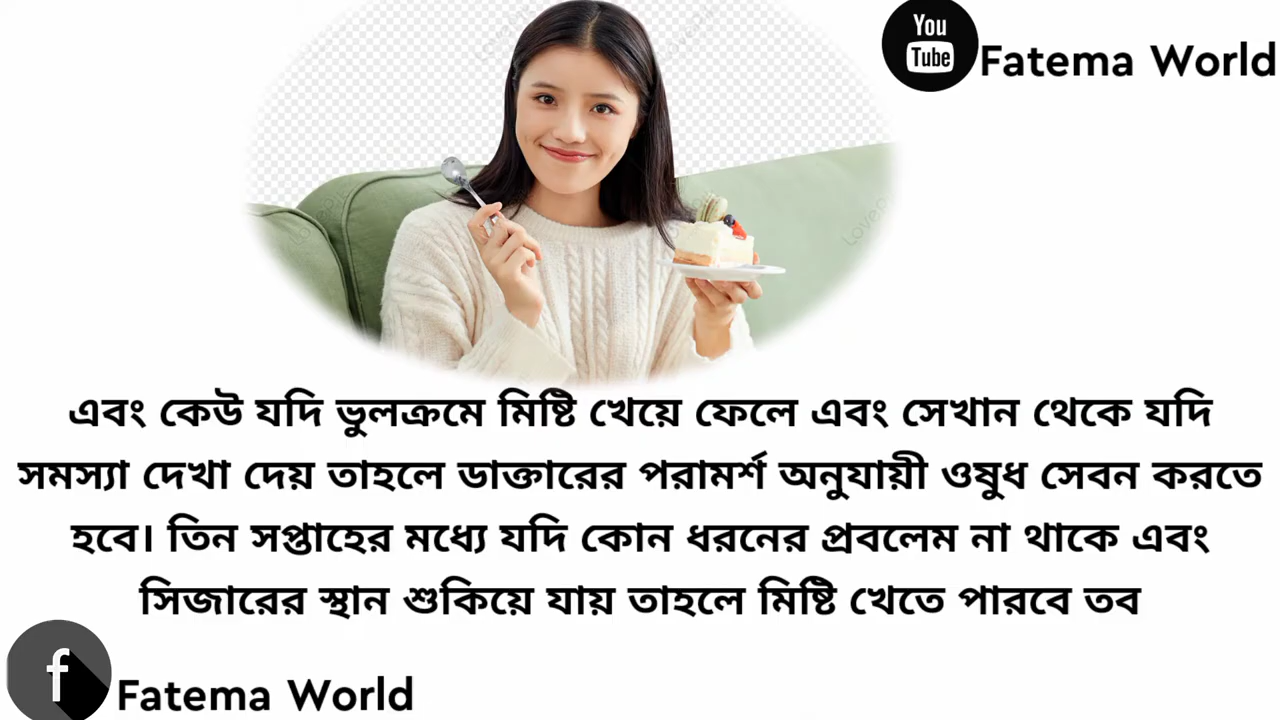 You
Tube
Fatema World
এবং কেউ যদি ভুলক্রমে মিষ্টি খেয়ে ফেলে এবং সেখান থেকে যদি
সমস্যা দেখা দেয় তাহলে ডাক্তারের পরামর্শ অনুযায়ী ওষুধ সেবন করতে
হবে। তিন সপ্তাহের মধ্যে যদি কোন ধরনের প্রবলেম না থাকে এবং
সিজারের স্থান শুকিয়ে যায় তাহলে মিষ্টি খেতে পারবে তব
f
Fatema World